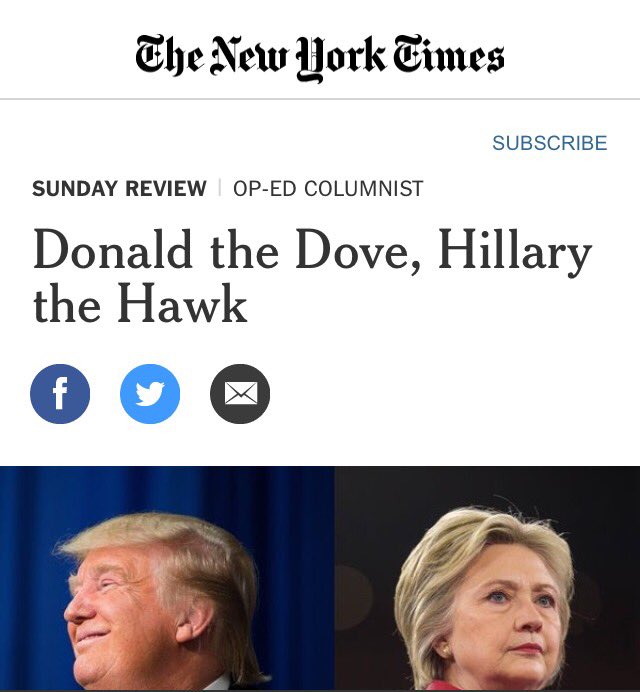 The New York Times
SUBSCRIBE
SUNDAY REVIEW | OP-ED COLUMNIST
Donald the Dove, Hillary
the Hawk